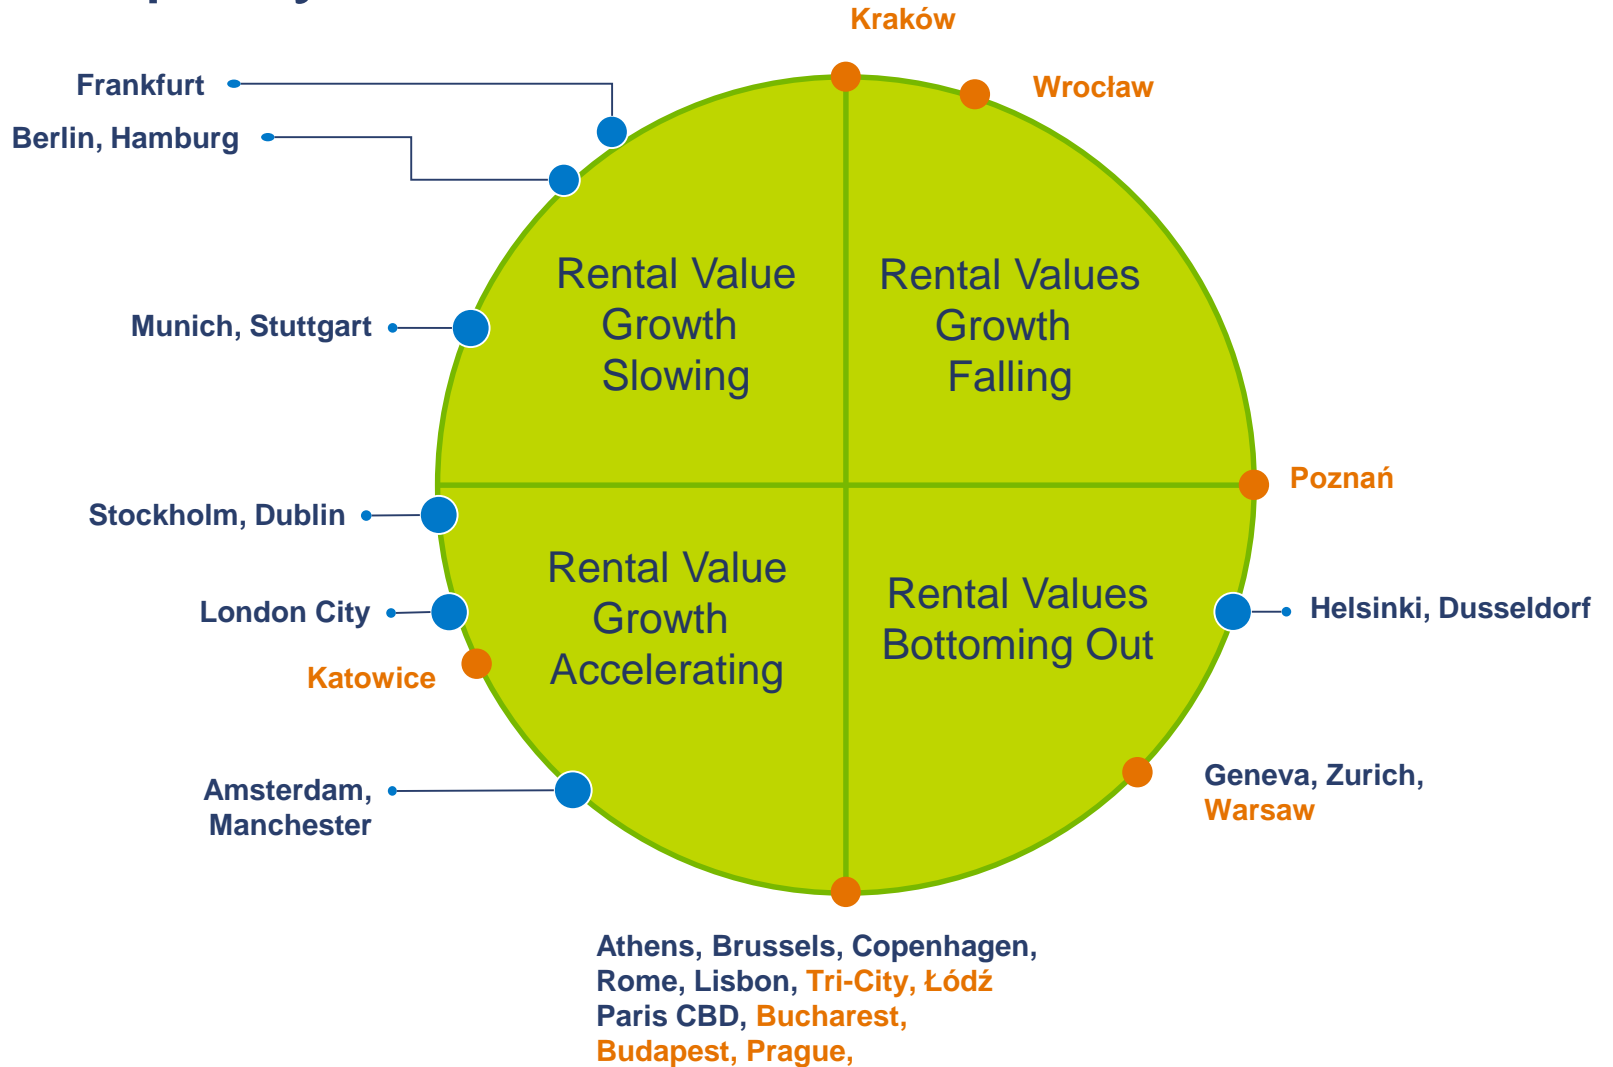 Kraków
Frankfurt
Wrocław
Berlin, Hamburg
Rental Value
Growth
Slowing
Rental Values
Growth
Falling
Munich, Stuttgart
Poznań
Stockholm, Dublin
Rental Value
Growth
Accelerating
Rental Values
Bottoming Out
London City
Helsinki, Dusseldorf
Katowice
Amsterdam,
Manchester
Geneva, Zurich,
Warsaw
Athens, Brussels, Copenhagen,
Rome, Lisbon, Tri-City, Łódź
Paris CBD, Bucharest,
Budapest, Prague,